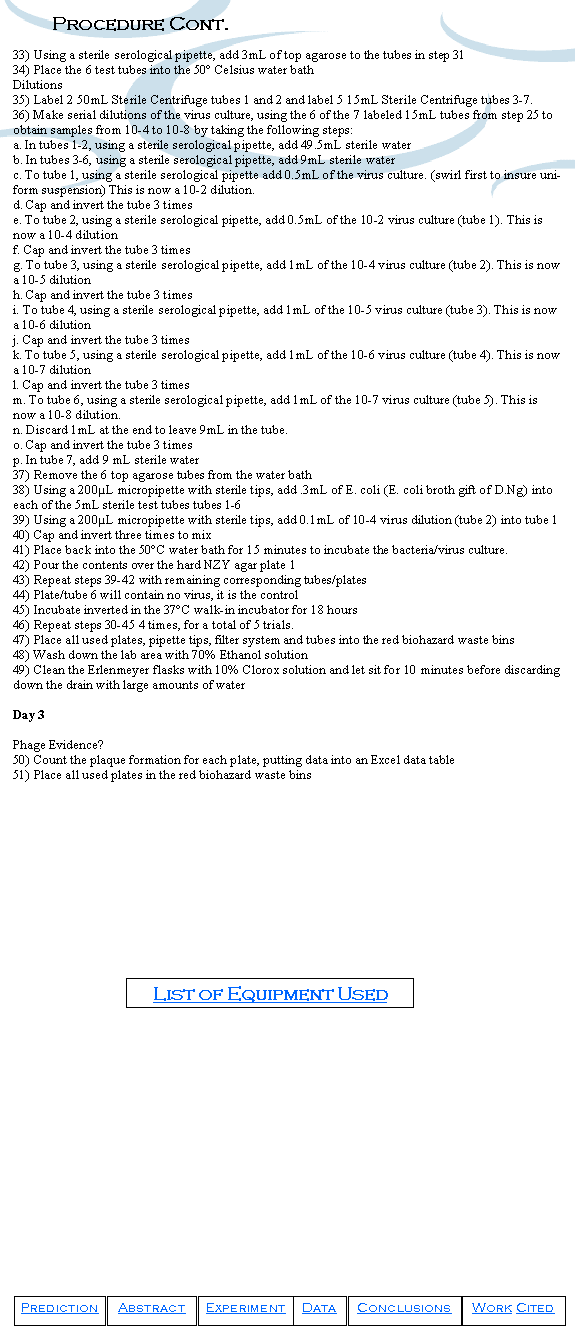 Procedure Cont.
33) Using a sterile serological pipette, add 3mL of top agarose to the tubes in step 31
34) Place the 6 test tubes into the 50° Celsius water bath
Dilutions
35) Label 2 50mL Sterile Centrifuge tubes 1 and 2 and label 5 15mL Sterile Centrifuge tubes 3-7.
36) Make serial dilutions of the virus culture, using the 6 of the 7 labeled 15mL tubes from step 25 to
obtain samples from 10-4 to 10-8 by taking the following steps:
a. In tubes 1-2, using a sterile serological pipette, add 49.5mL sterile water
b. In tubes 3-6, using a sterile serological pipette, add 9mL sterile water
c. To tube 1, using a sterile serological pipette add 0.5mL of the virus culture. (swirl first to insure uni-
form suspension) This is now a 10-2 dilution.
d. Cap and invert the tube 3 times
e. To tube 2, using a sterile serological pipette, add 0.5mL of the 10-2 virus culture (tube 1). This is
now a 10-4 dilution
f. Cap and invert the tube 3 times
g. To tube 3, using a sterile serological pipette, add 1mL of the 10-4 virus culture (tube 2). This is now
a 10-5 dilution
h. Cap and invert the tube 3 times
i. To tube 4, using a sterile serological pipette, add 1mL of the 10-5 virus culture (tube 3). This is now
a 10-6 dilution
j. Cap and invert the tube 3 times
k. To tube 5, using a sterile serological pipette, add 1mL of the 10-6 virus culture (tube 4). This is now
a 10-7 dilution
l. Cap and invert the tube 3 times
m. To tube 6, using a sterile serological pipette, add 1mL of the 10-7 virus culture (tube 5). This is
now a 10-8 dilution.
n. Discard 1mL at the end to leave 9mL in the tube.
o. Cap and invert the tube 3 times
p. In tube 7, add 9 mL sterile water
37) Remove the 6 top agarose tubes from the water bath
38) Using a 200µL micropipette with sterile tips, add .3mL of E. coli (E. coli broth gift of D.Ng) into
each of the 5mL sterile test tubes tubes 1-6
39) Using a 200µL micropipette with sterile tips, add 0.1mL of 10-4 virus dilution (tube 2) into tube 1
40) Cap and invert three times to mix
41) Place back into the 50°C water bath for 15 minutes to incubate the bacteria/virus culture.
42) Pour the contents over the hard NZY agar plate 1
43) Repeat steps 39-42 with remaining corresponding tubes/plates
44) Plate/tube 6 will contain no virus, it is the control
45) Incubate inverted in the 37°C walk-in incubator for 18 hours
46) Repeat steps 30-45 4 times, for a total of 5 trials.
47) Place all used plates, pipette tips, filter system and tubes into the red biohazard waste bins
48) Wash down the lab area with 70% Ethanol solution
49) Clean the Erlenmeyer flasks with 10% Clorox solution and let sit for 10 minutes before discarding
down the drain with large amounts of water
Day 3
Phage Evidence?
50) Count the plaque formation for each plate, putting data into an Excel data table
51) Place all used plates in the red biohazard waste bins
List of Equipment Used
Prediction Abstract Experiment Data Conclusions Work Cited